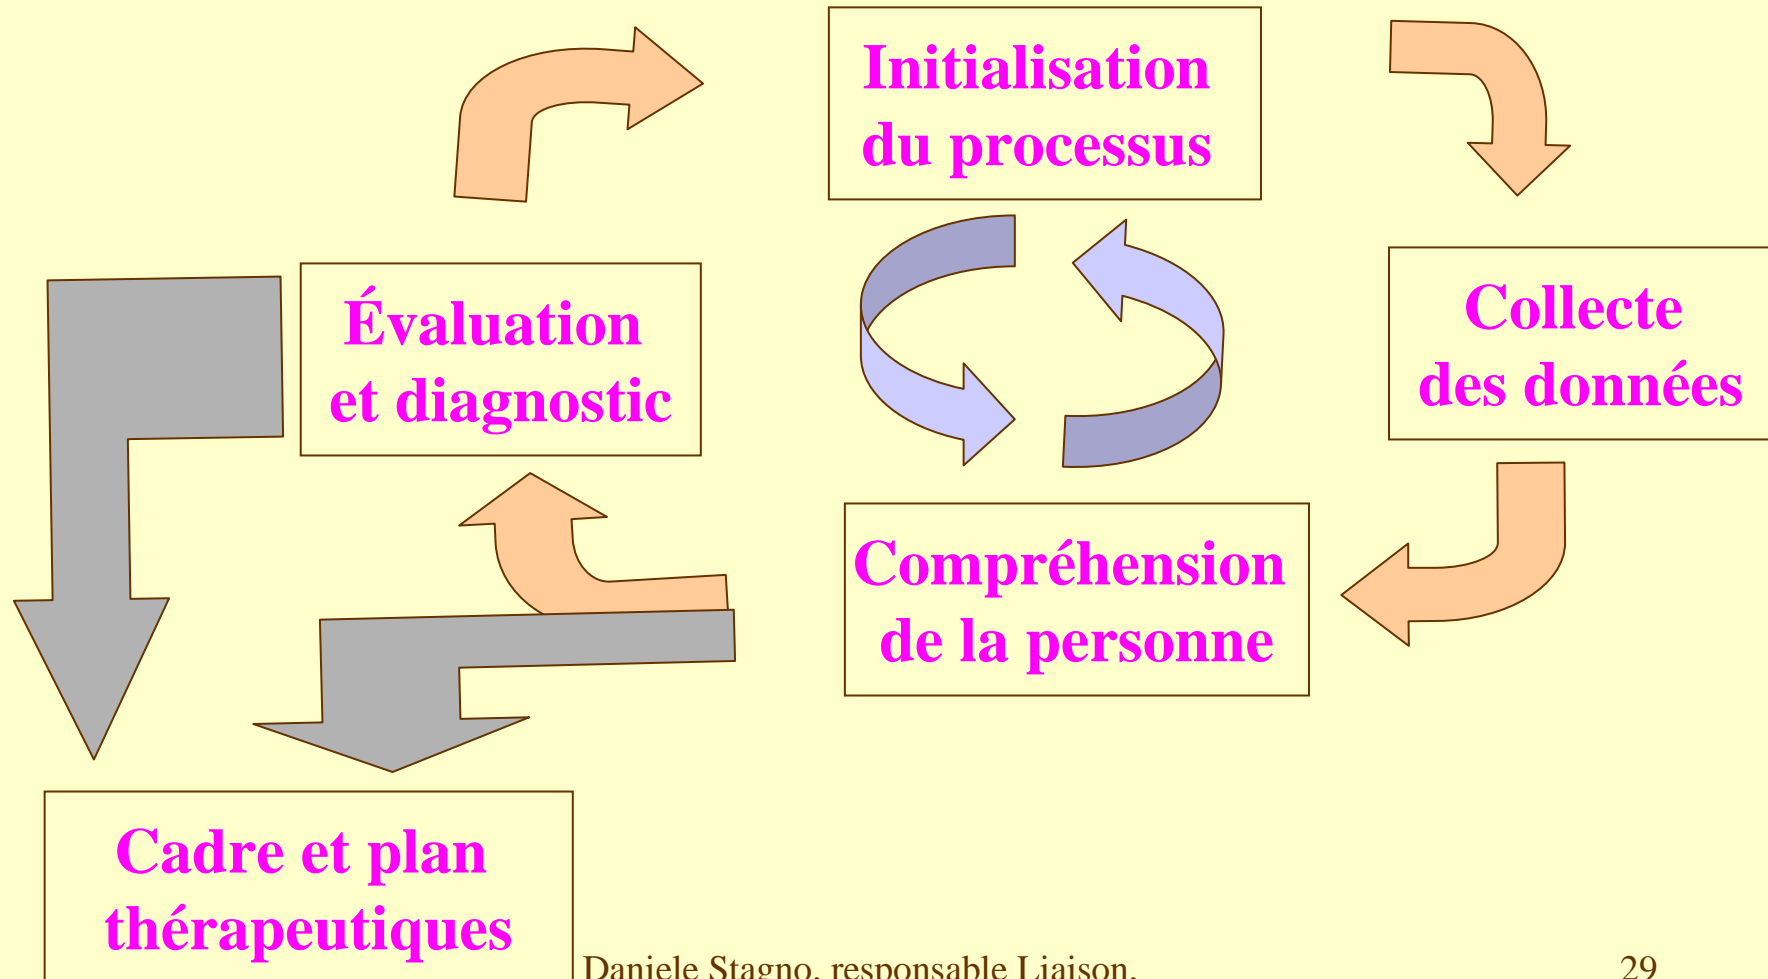 Initialisation
du processus
Évaluation
et diagnostic
Collecte
des données
Compréhension
de la personne
Cadre et plan
thérapeutiques
Daniele Stagno, responsable Liaison,
29